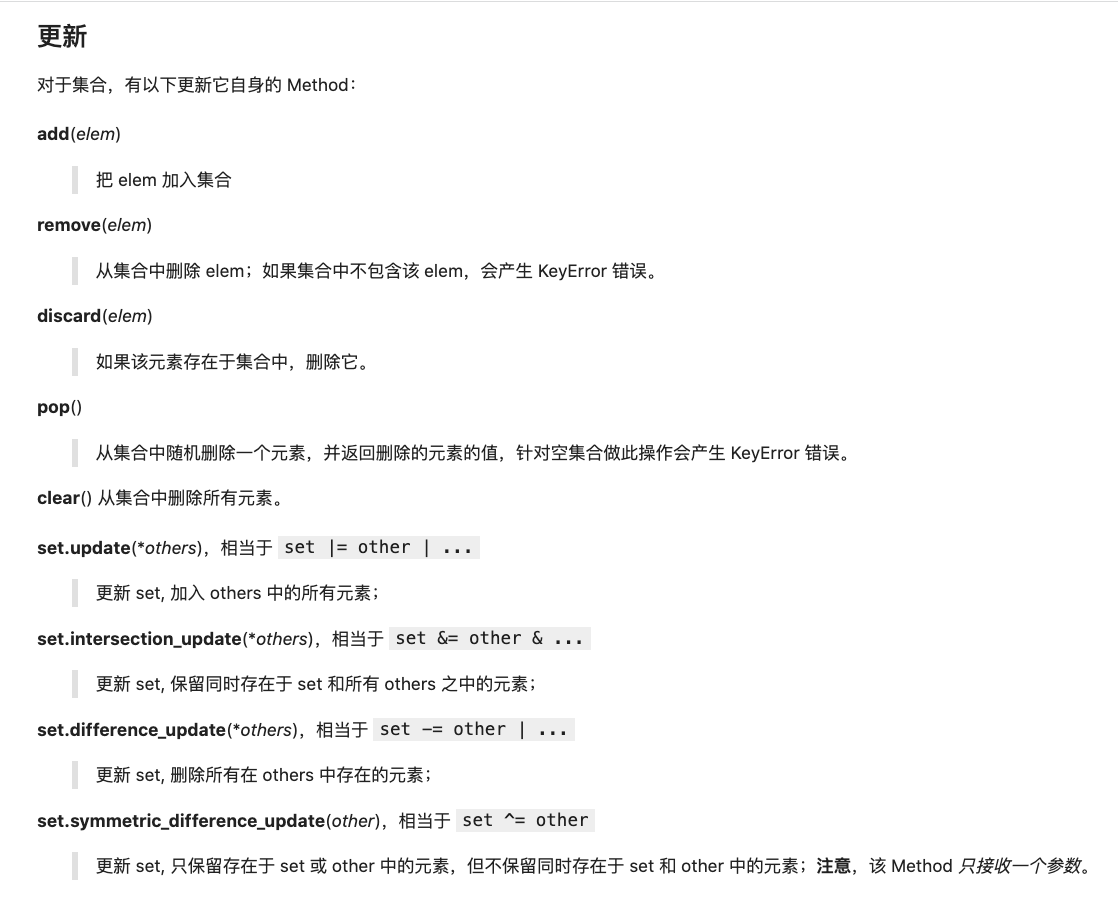 更新
对于集合，有以下更新它自身的 Method：
add(elem)
把 elem 加入集合
remove(elem)
从集合中删除 elem；如果集合中不包含该 elem，会产生 KeyError 错误。
discard(elem)
如果该元素存在于集合中，删除它。
pop()
从集合中随机删除一个元素，并返回删除的元素的值，针对空集合做此操作会产生 KeyError 错误。
clear() 从集合中删除所有元素。
set.update(*others)，相当于 set |= other | ...
更新 set, 加入 others 中的所有元素；
set.intersection_update(*others)，相当于 set &= other & ...
更新 set, 保留同时存在于 set 和所有 others 之中的元素；
set.difference_update(*others)，相当于 set -= other | ...
更新 set, 删除所有在 others 中存在的元素；
set.symmetric_difference_update(other)，相当于 set ^= other
更新 set, 只保留存在于 set 或 other 中的元素，但不保留同时存在于 set 和 other 中的元素；注意，该 Method 只接收一个参数。